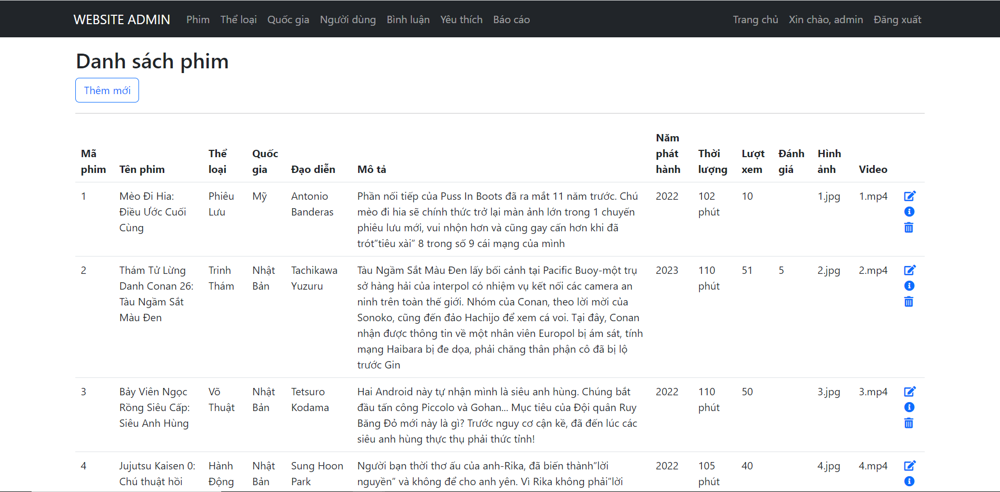 WEBSITE ADMIN Phim Thể loại Quốc gia Người dùng Bình luận Yêu thích Báo cáo Trang chủ Xin chào, admin Đăng xuất
Danh sách phim
Thêm mới
Mã phim
Tên phim
Thể loại
Quốc gia
Đạo diễn
Mô tả
Năm phát hành
Thời lượng
Lượt xem
Đánh giá
Hình ảnh
Video
1
Mèo Đi Hia:
Điều Ước Cuối
Cùng
Phiêu
Lưu
Mỹ
Antonio
Banderas
Phần nối tiếp của Puss In Boots đã ra mắt 11 năm trước. Chú
mèo đi hia sẽ chính thức trở lại màn ảnh lớn trong 1 chuyến
phiêu lưu mới, vui nhộn hơn và cũng gay cấn hơn khi đã
trót“tiêu xài” 8 trong số 9 cái mạng của mình
2022
102
phút
10
1.jpg
1.mp4
2
Thám Tử Lừng
Danh Conan 26:
Tàu Ngầm Sắt
Màu Đen
Trinh
Thám
Nhật
Bản
Tachikawa
Yuzuru
Tàu Ngầm Sắt Màu Đen lấy bối cảnh tại Pacific Buoy-một trụ
sở hàng hải của interpol có nhiệm vụ kết nối các camera an
ninh trên toàn thế giới. Nhóm của Conan, theo lời mời của
Sonoko, cũng đến đảo Hachijo để xem cá voi. Tại đây, Conan
nhận được thông tin về một nhân viên Europol bị ám sát, tính
mạng Haibara bị đe dọa, phải chăng thân phận cô đã bị lộ
trước Gin
2023
110
phút
51
5
2.jpg
2.mp4
3
Bảy Viên Ngọc
Rồng Siêu Cấp:
Siêu Anh Hùng
Võ
Thuật
Nhật
Bản
Tetsuro
Kodama
Hai Android này tự nhận mình là siêu anh hùng. Chúng bắt
đầu tấn công Piccolo và Gohan... Mục tiêu của Đội quân Ruy
Băng Đỏ mới này là gì? Trước nguy cơ cận kề, đã đến lúc các
siêu anh hùng thực thụ phải thức tỉnh!
2022
110
phút
50
3.jpg
3.mp4
4
Jujutsu Kaisen 0:
Chú thuật hồi
Hành
Động
Nhật
Bản
Sung Hoon
Park
Người bạn thời thơ ấu của anh-Rika, đã biến thành“lời
nguyền” và không để cho anh yên. Vì Rika không phải“lời
2022
105
phút
40
4.jpg
4.mp4